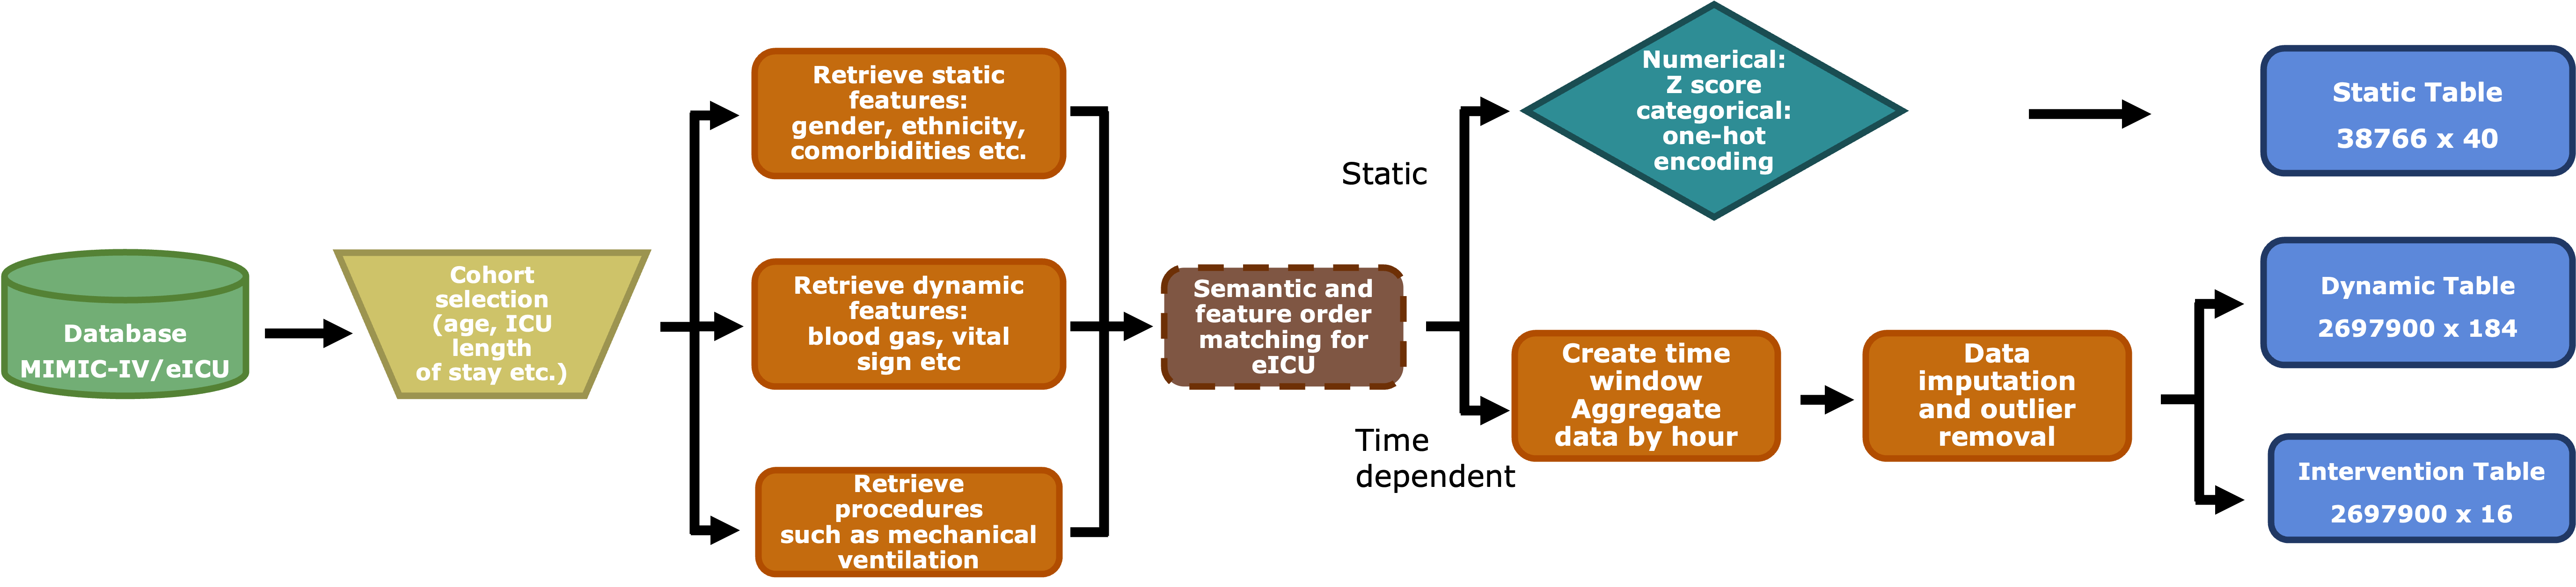 Database
MIMIC-IV/eICU
Cohort
selection
(age, ICU
length
of stay etc.)
Retrieve static
features:
gender, ethnicity,
comorbidities etc.
Retrieve dynamic
features:
blood gas, vital
sign etc
Retrieve
procedures
such as mechanical
ventilation
Semantic and
feature order
matching for
eICU
Static
Time
dependent
Numerical:
Z score
categorical:
one-hot
encoding
Create time
window
Aggregate
data by hour
Data
imputation
and outlier
removal
Static Table
38766 x 40
Dynamic Table
2697900 x 184
Intervention Table
2697900 x 16